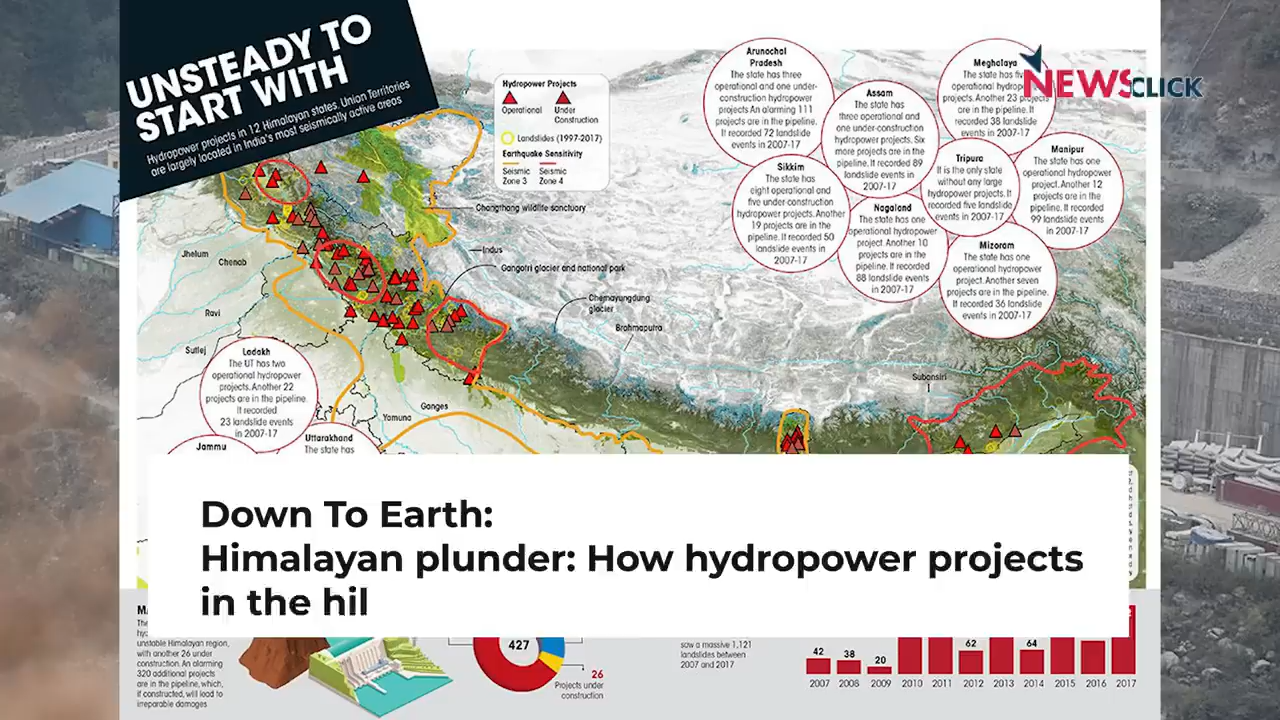 UNSTEADY TO
START WITH
Hydropower projects in 12 Himalayan states, Union Territories
are largely located in India's most seismically active areas
Hydropower Projects
Operational
Under
Construction
Landslides (1997-2017)
Earthquake Sensitivity
Seismic
Zone 3
Seismic
Zone 4
Arunachal
Pradesh
The state has three
operational and one under-
construction hydropower
projects. An alarming 111
projects are in the pipeline.
It recorded 72 landslide
events in 2007-17
Assam
The state has
three operational and
one under-construction
hydropower projects. Six
more projects are in the
pipeline. It recorded 89
landslide events in
2007-17
Meghalaya
The state has
operational
projects. Another 23
are in the pipeline. It
recorded 38 landslide
events in 2007-17
NEWSCLICK
Sikkim
The state has
eight operational and
five under-construction
hydropower projects. Another
19 projects are in the
pipeline. It recorded 50
landslide events in
2007-17
Tripura
It is the only state
without any large
hydropower projects. It
recorded five landslide
events in 2007-17
Manipur
The state has one
operational hydropower
project. Another 12
projects are in the
pipeline. It recorded
99 landslide events
in 2007-17
Nagaland
The state has one
operational hydropower
project. Another 10
projects are in the
pipeline. It recorded
88 landslide events
in 2007-17
Mizoram
The state has one
operational hydropower
project. Another seven
projects are in the pipeline.
It recorded 36 landslide
events in 2007-17
Changthang wildlife sanctuary
Indus
Gangotri glacier and national park
Chemayungdung
glacier
Brahmaputra
Subansiri
Jhelum
Chenab
Ravi
Sutlej
Yamuna
Ganges
Ladakh
The UT has two
operational hydropower
projects. Another 22
projects are in the pipeline.
It recorded
23 landslide events
in 2007-17
Jammu
Uttarakhand
The state has
Down To Earth:
Himalayan plunder: How hydropower projects
in the hil
unstable Himalayan region,
with another 26 under
construction. An alarming
320 additional projects
are in the pipeline, which,
if constructed, will lead to
irreparable damages
427
26
Projects under
construction
saw a massive 1,121
landslides between
2007 and 2017
42 38 20 62 64
2007 2008 2009 2010 2011 2012 2013 2014 2015 2016 2017